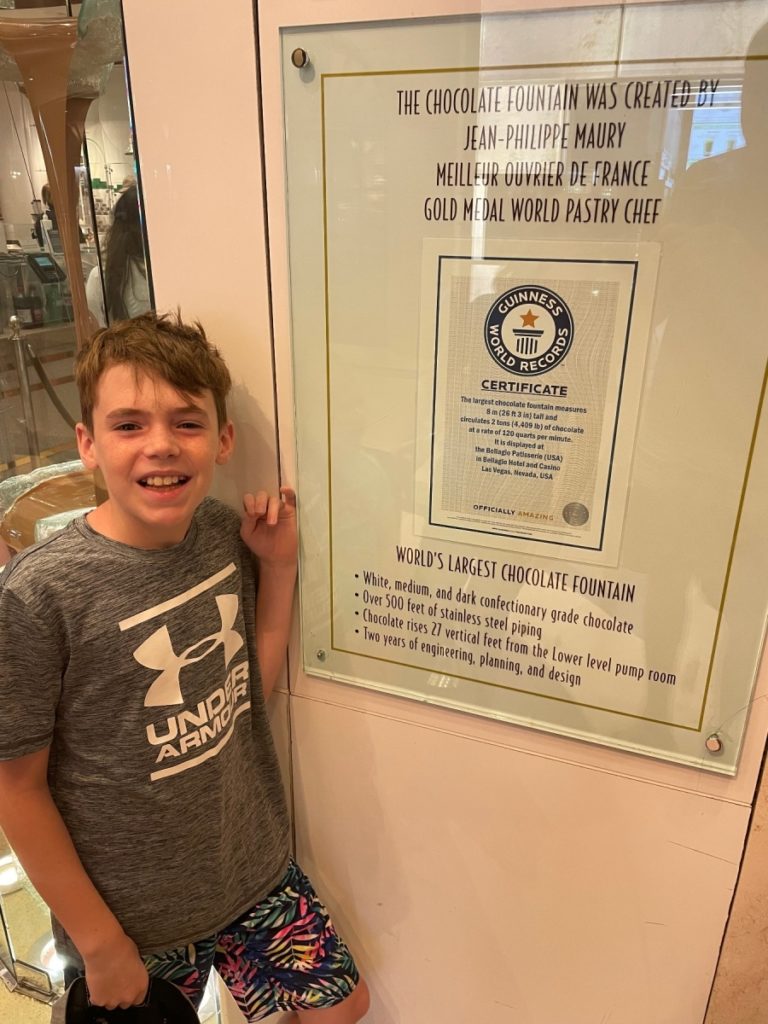 THE CHOCOLATE FOUNTAIN WAS CREATED BY
JEAN-PHILIPPE MAURY
MEILLEUR OUVRIER DE FRANCE
GOLD MEDAL WORLD PASTRY CHEF
GUINNESS
WORLD RECORDS
CERTIFICATE
The largest chocolate fountain measures
8 m (26 ft 3 in) tall and
circulates 2 tons (4,409 lb) of chocolate
at a rate of 120 quarts per minute.
It is displayed at
the Bellagio Patisserie (USA)
in Bellagio Hotel and Casino
Las Vegas, Nevada, USA
OFFICIALLY AMAZING
WORLD'S LARGEST CHOCOLATE FOUNTAIN
• White, medium, and dark confectionary grade chocolate
• Over 500 feet of stainless steel piping
• Chocolate rises 27 vertical feet from the Lower level pump room
• Two years of engineering, planning, and design
UNDER
ARMOUR